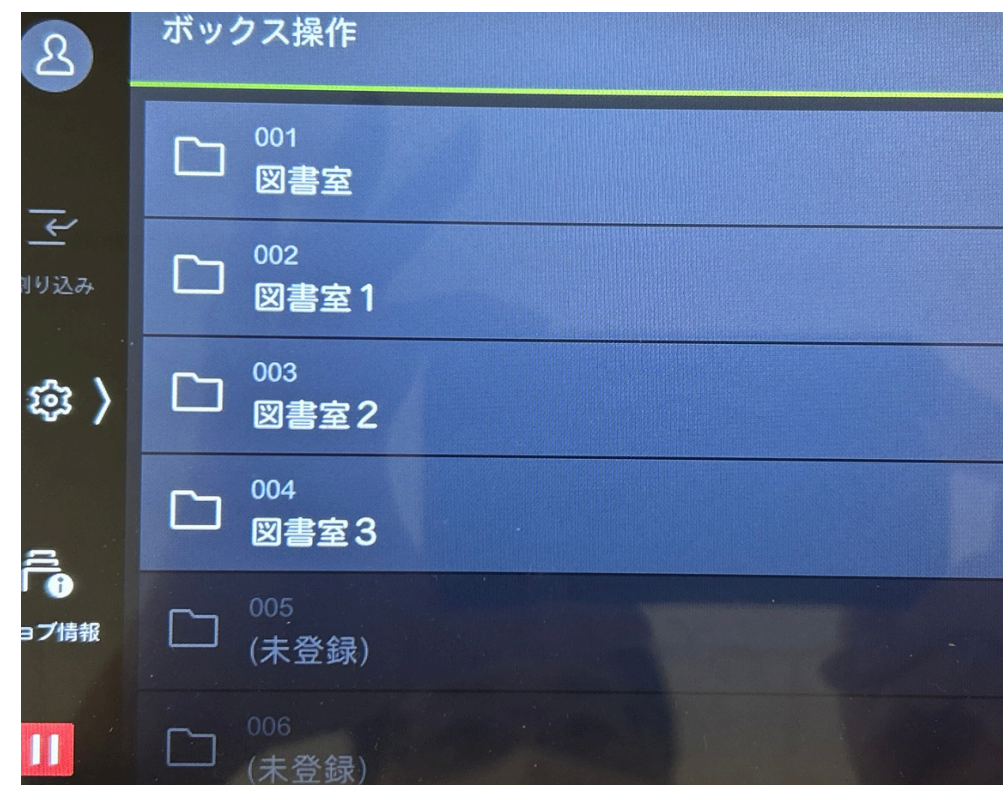 ボックス操作
001
図書室
002
図書室1
り込み
003
図書室2
004
図書室3
005
(未登録)
ョブ情報
006
(未登録)